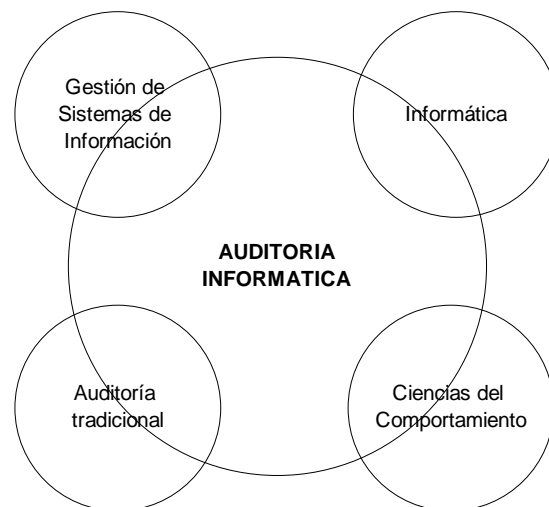 Gestión de
Sistemas de
Información
Informática
AUDITORIA
INFORMATICA
Auditoría
tradicional
Ciencias del
Comportamiento